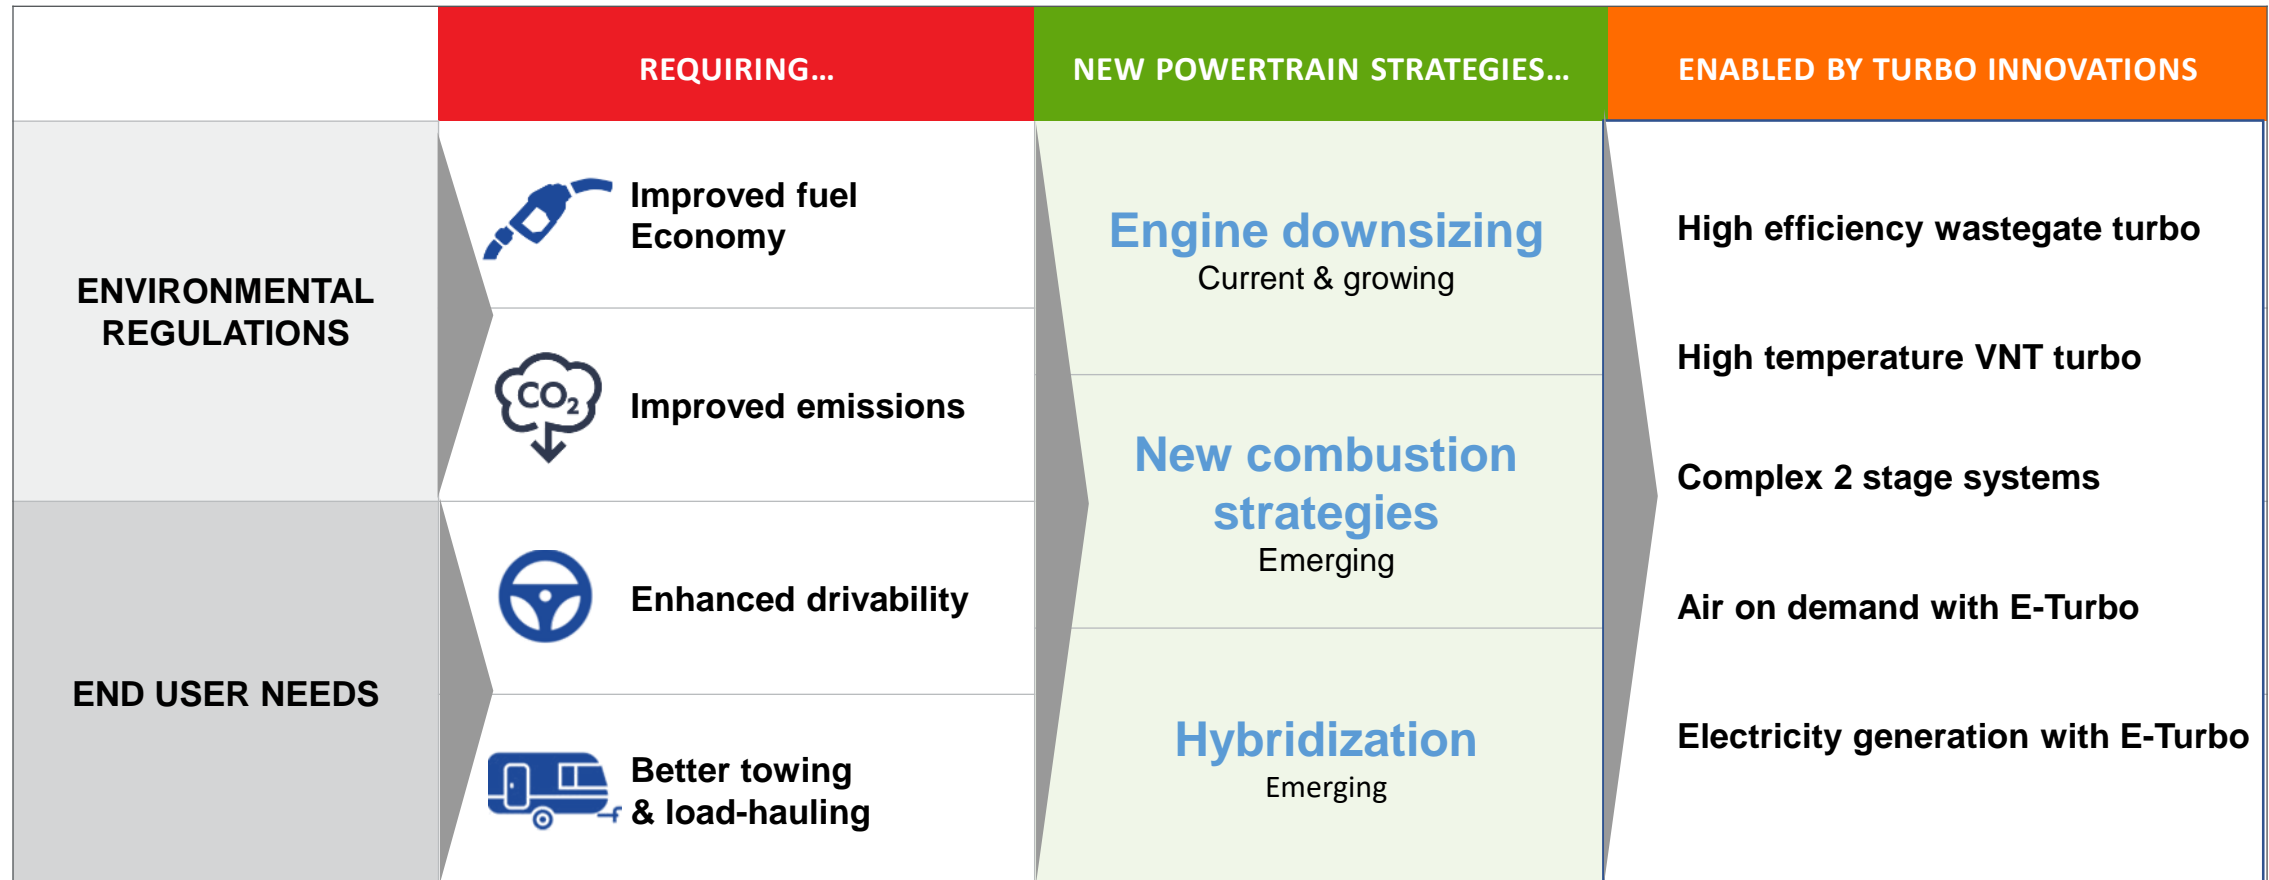 REQUIRING…
NEW POWERTRAIN STRATEGIES…
ENABLED BY TURBO INNOVATIONS
ENVIRONMENTAL
REGULATIONS
Improved fuel
Economy
CO2
Improved emissions
END USER NEEDS
Enhanced drivability
Better towing
& load-hauling
Engine downsizing
Current & growing
New combustion
strategies
Emerging
Hybridization
Emerging
High efficiency wastegate turbo
High temperature VNT turbo
Complex 2 stage systems
Air on demand with E-Turbo
Electricity generation with E-Turbo